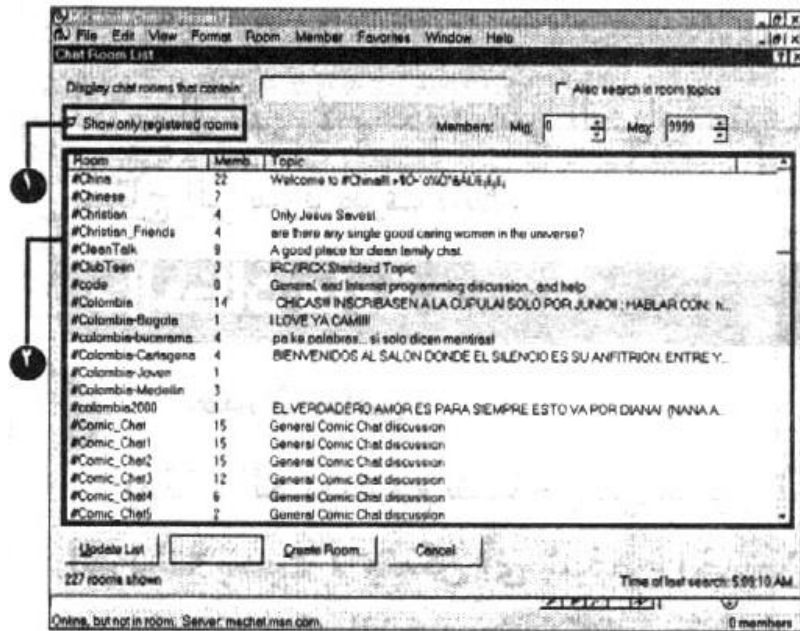 File Edit View Format Room Member Favorites Window Help
Chat Room List
Display chat rooms that contain: Also search in room topics
Show only registered rooms Members: Min: 0 Max: 9999
Room Memb... Topic
#China 22 Welcome to #China!!!
#Chinese 7
#Christian 4 Only Jesus Saves!
#Christian_Friends 4 are there any single good caring women in the universe?
#CleanTalk 9 A good place for clean family chat.
#ClubTeen 3 IRC/IRCX Standard Topic
#code 0 General, and Internet programming discussion, and help
#Colombia 14 CHICAS!!! INSCRIBASEN A LA CUPULA! SOLO POR JUNIO!! ; HABLAR CON: h...
#Colombia-Bogota 1 I LOVE YA CAMI!!!
#colombia-bucarama... 4 pa ke palabras... si solo dicen mentiras!
#Colombia-Cartagena 4 BIENVENIDOS AL SALON DONDE EL SILENCIO ES SU ANFITRION. ENTRE Y...
#Colombia-Joven 1
#Colombia-Medellin 3
#colombia2000 1 EL VERDADERO AMOR ES PARA SIEMPRE ESTO VA POR DIANA! (NANA A...
#Comic_Chat 15 General Comic Chat discussion
#Comic_Chat1 15 General Comic Chat discussion
#Comic_Chat2 15 General Comic Chat discussion
#Comic_Chat3 12 General Comic Chat discussion
#Comic_Chat4 6 General Comic Chat discussion
#Comic_Chat5 2 General Comic Chat discussion
١
٢
Update List Create Room... Cancel
227 rooms shown Time of last search: 5:09:10 AM
Online, but not in room. Server: mschat.msn.com. 0 members